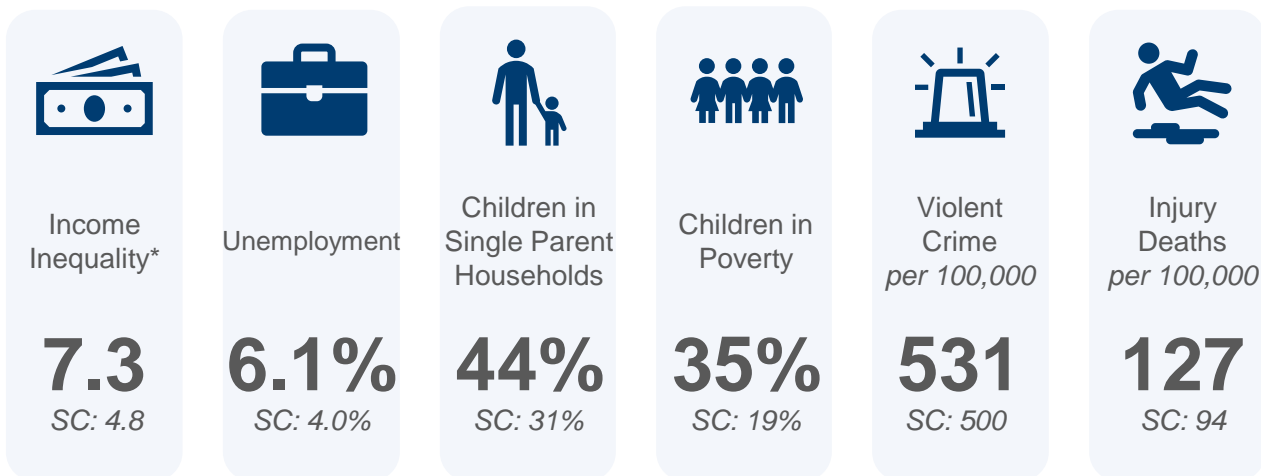 Income
Inequality*
7.3
SC: 4.8
Unemployment
6.1%
SC: 4.0%
Children in
Single Parent
Households
44%
SC: 31%
Children in
Poverty
35%
SC: 19%
Violent
Crime
per 100,000
531
SC: 500
Injury
Deaths
per 100,000
127
SC: 94